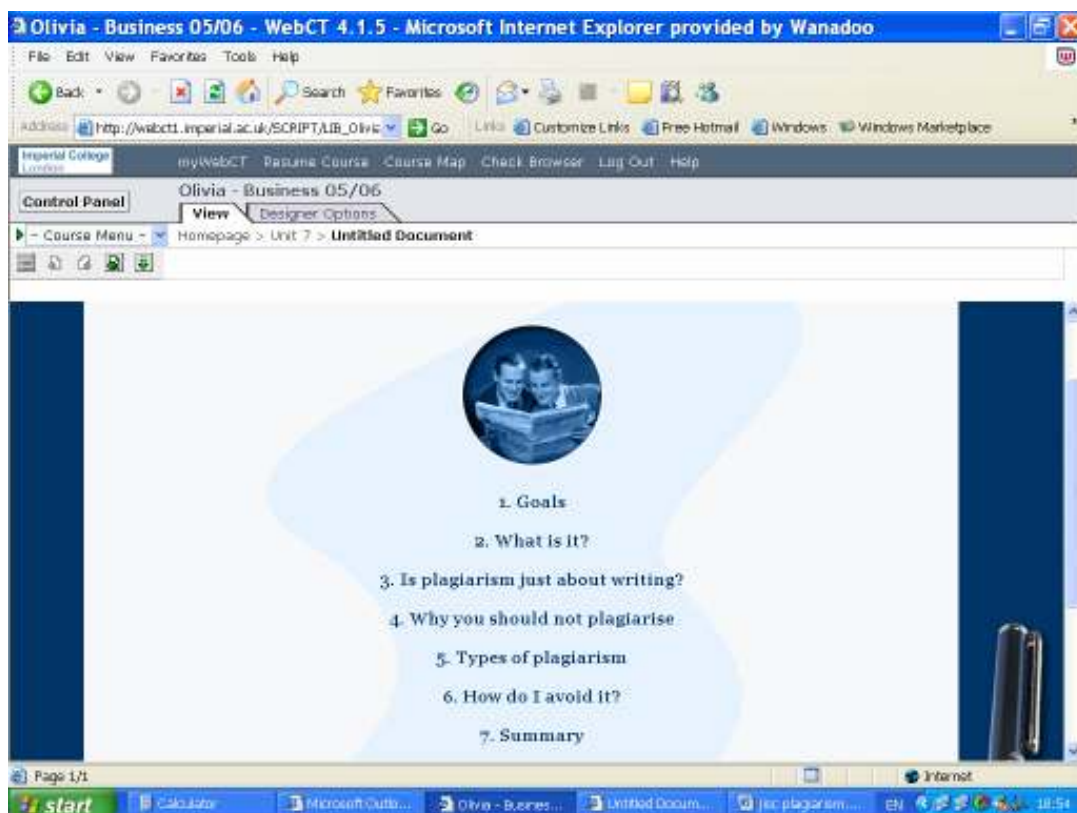 Olivia - Business 05/06 - WebCT 4.1.5 - Microsoft Internet Explorer provided by Wanadoo
File Edit View Favorites Tools Help
Back Search Favorites
Address http://webct1.imperial.ac.uk/SCRIPT/LIB_Olivia Go Links Customize Links Free Hotmail Windows Windows Marketplace
Imperial College London
myWebCT Resume Course Course Map Check Browser Log Out Help
Control Panel
Olivia - Business 05/06
View Designer Options
- Course Menu - Homepage > Unit 7 > Untitled Document
1. Goals
2. What is it?
3. Is plagiarism just about writing?
4. Why you should not plagiarise
5. Types of plagiarism
6. How do I avoid it?
7. Summary
Page 1/1 Internet
start Calculator Microsoft Outlo... Olivia - Busines... Untitled Docum... jisc plagiarism.... EN 18:54